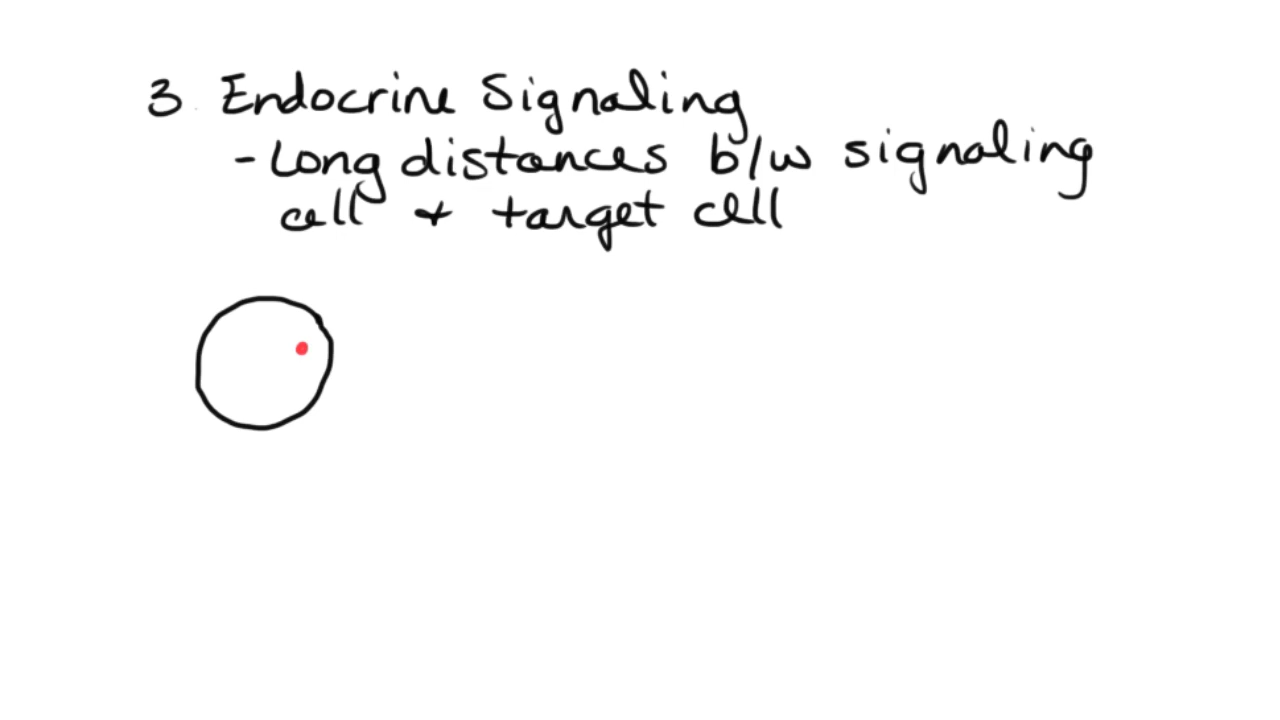 3. Endocrine Signaling
- Long distances b/w signaling
cell + target cell